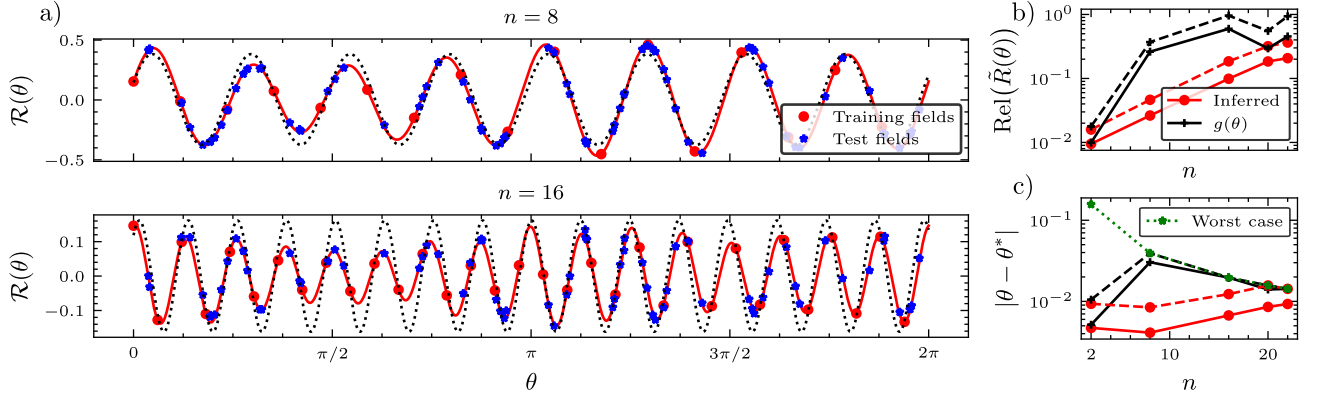 a)
n = 8
R(θ)
0.5
0.0
−0.5
Training fields
Test fields
n = 16
R(θ)
0.1
0.0
−0.1
0
π/2
π
3π/2
2π
θ
b)
Rel(R̃(θ))
10⁰
10⁻¹
10⁻²
Inferred
g(θ)
n
c)
|θ − θ*|
10⁻¹
10⁻²
Worst case
2
10
20
n